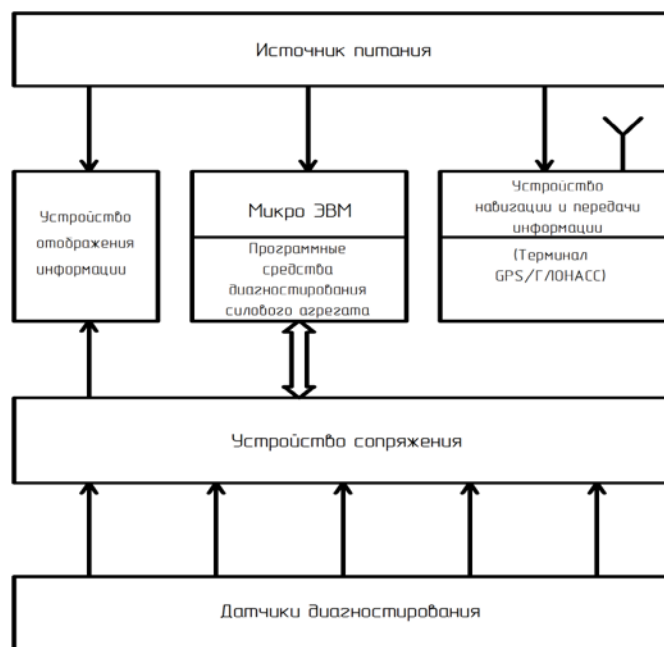 Источник питания
Устройство
отображения
информации
Микро ЭВМ
Программные
средства
диагностирования
силового агрегата
Устройство
навигации и передачи
информации
(Терминал
GPS/ГЛОНАСС)
Устройство сопряжения
Датчики диагностирования